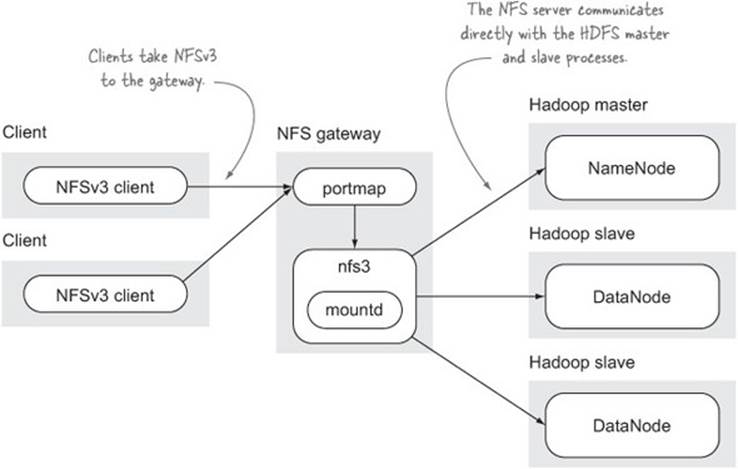 The NFS server communicates
directly with the HDFS master
and slave processes.
Clients take NFSv3
to the gateway.
Client
NFSv3 client
Client
NFSv3 client
NFS gateway
portmap
nfs3
mountd
Hadoop master
NameNode
Hadoop slave
DataNode
Hadoop slave
DataNode